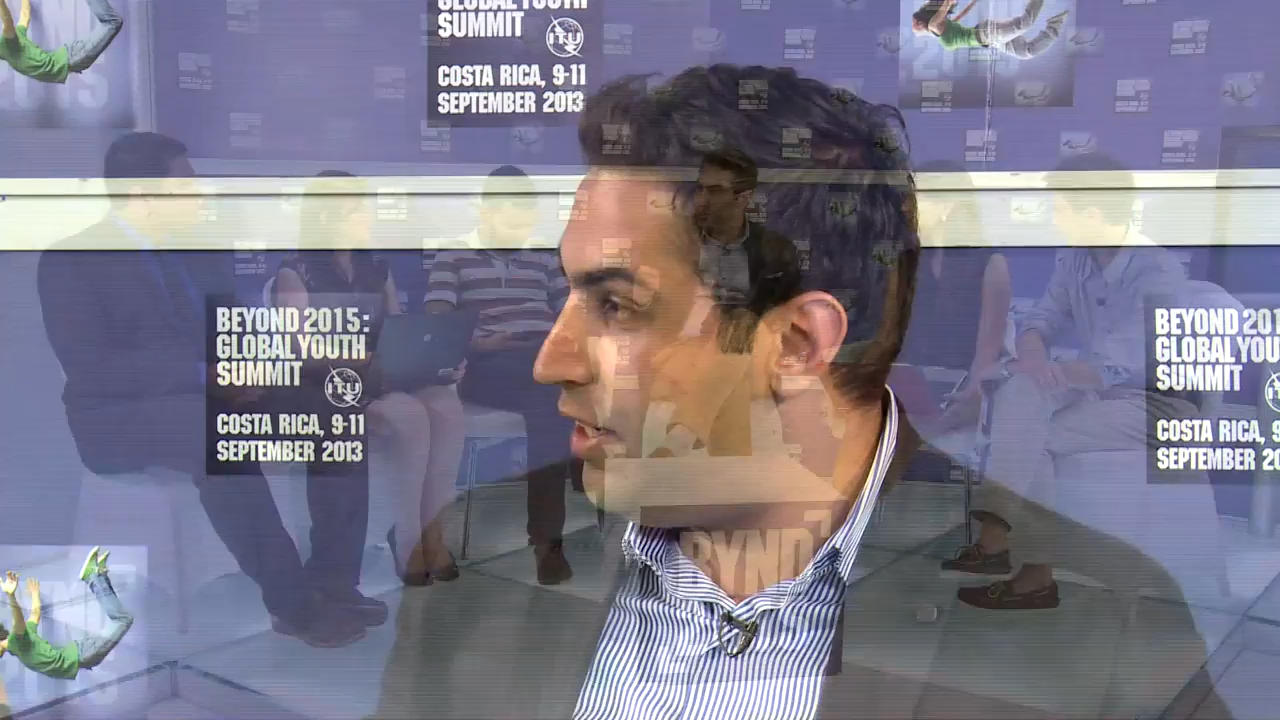 GLOBAL YOUTH
SUMMIT
ITU
COSTA RICA, 9-11
SEPTEMBER 2013
BEYOND 2015:
GLOBAL YOUTH
SUMMIT
ITU
COSTA RICA, 9-11
SEPTEMBER 2013
BEYOND 201
GLOBAL YOU
SUMMIT
COSTA RICA, 9
SEPTEMBER 20
BYND